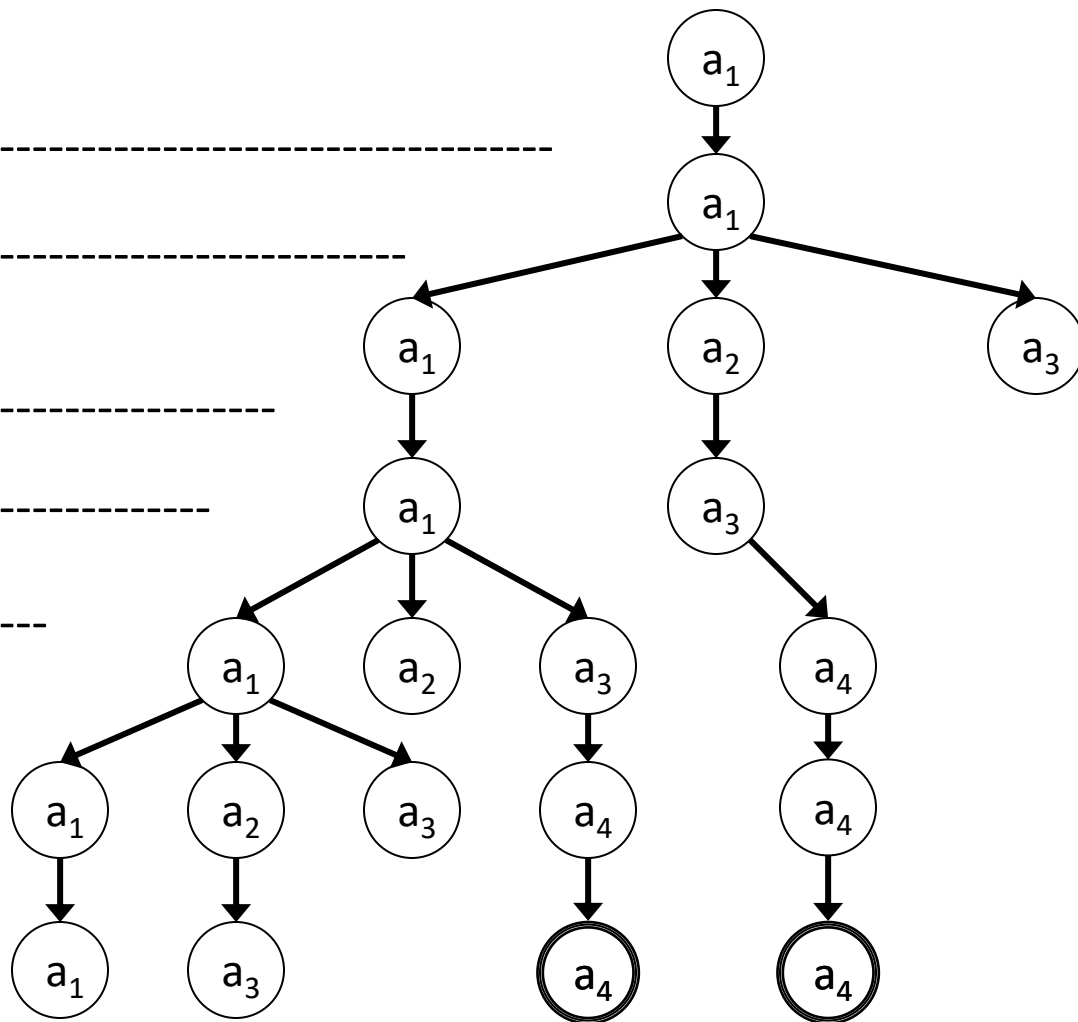 a₁
a₁
a₁ a₂ a₃
a₁ a₃
a₁ a₂ a₃ a₄
a₁ a₂ a₃ a₄ a₄
a₁ a₃ a₄ a₄